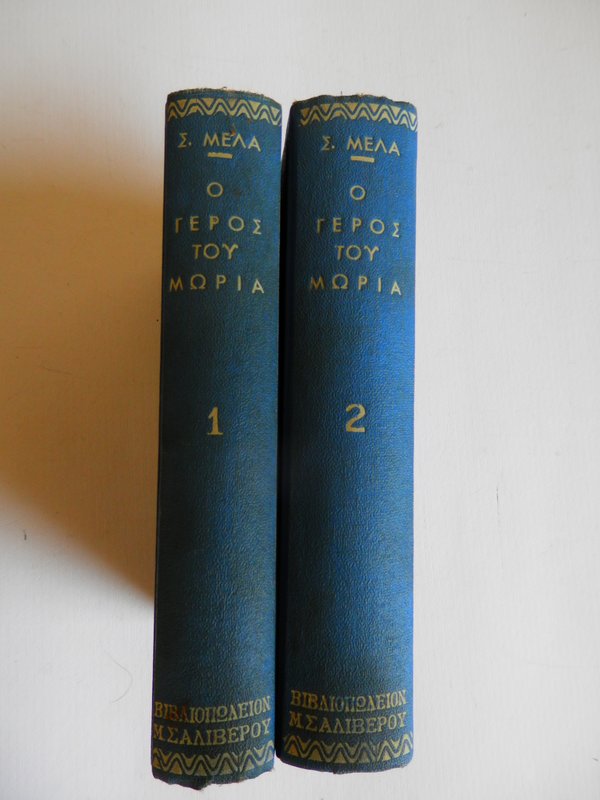 Σ. ΜΕΛΑ
Ο
ΓΕΡΟΣ
ΤΟΥ
ΜΩΡΙΑ
1
ΒΙΒΛΙΟΠΩΛΕΙΟΝ
Μ ΣΑΛΙΒΕΡΟΥ
Σ. ΜΕΛΑ
Ο
ΓΕΡΟΣ
ΤΟΥ
ΜΩΡΙΑ
2
ΒΙΒΛΙΟΠΩΛΕΙΟΝ
Μ ΣΑΛΙΒΕΡΟΥ